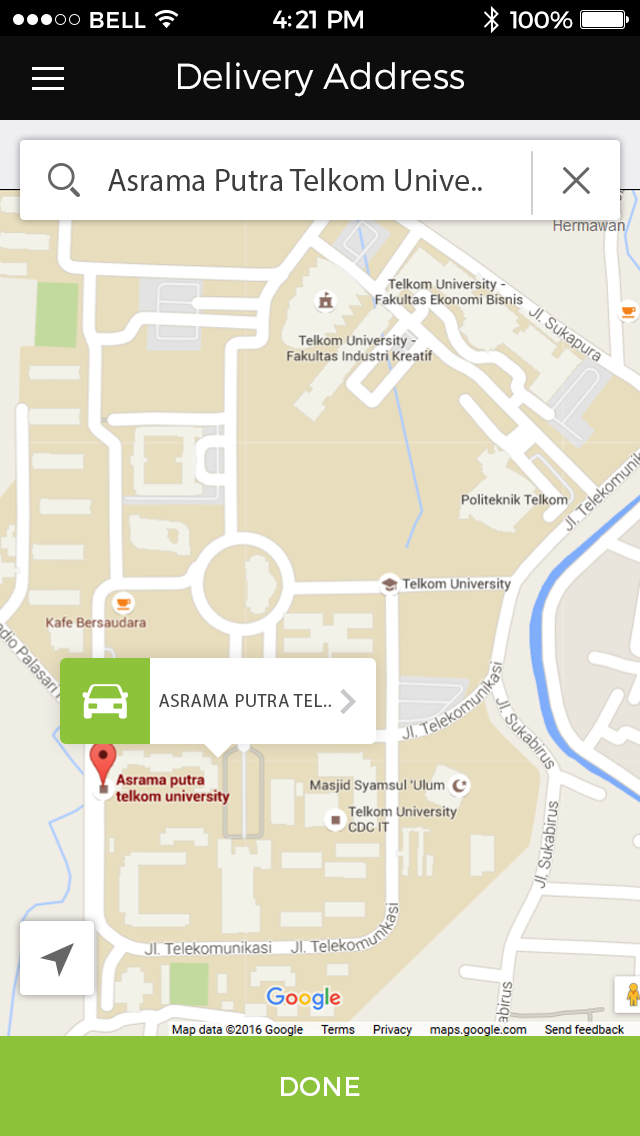 BELL 4:21 PM 100%
Delivery Address
Asrama Putra Telkom Unive..
Hermawan
Telkom University -
Fakultas Ekonomi Bisnis
Jl. Sukapura
Telkom University -
Fakultas Industri Kreatif
Politeknik Telkom
Jl. Telekomunikasi
Telkom University
Kafe Bersaudara
ASRAMA PUTRA TEL..
Jl. Telekomunikasi
Jl. Sukabirus
Asrama putra
telkom university
Masjid Syamsul 'Ulum
Telkom University
CDC IT
Jl. Sukabirus
Jl. Telekomunikasi
Jl. Telekomunikasi
Google
Map data ©2016 Google Terms Privacy maps.google.com Send feedback
DONE